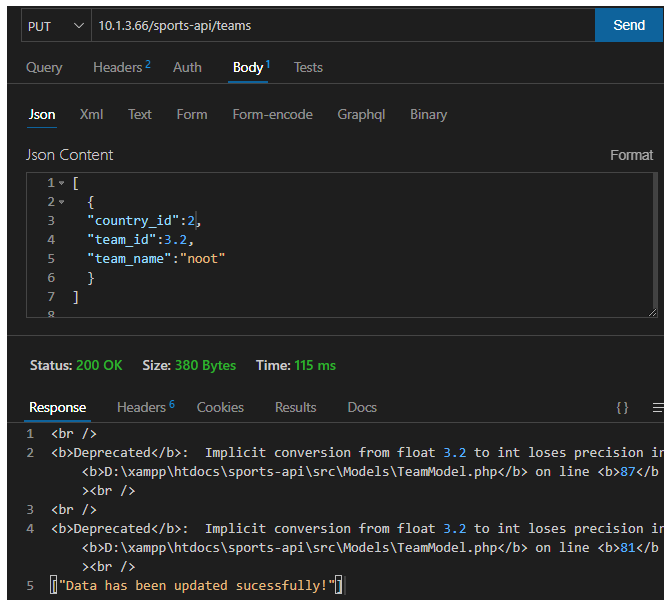 PUT 10.1.3.66/sports-api/teams Send
Query Headers 2 Auth Body 1 Tests
Json Xml Text Form Form-encode Graphql Binary
Json Content Format
1 [
2 {
3 "country_id":2,
4 "team_id":3.2,
5 "team_name":"noot"
6 }
7 ]
8
Status: 200 OK Size: 380 Bytes Time: 115 ms
Response Headers 6 Cookies Results Docs { }
1 <br />
2 <b>Deprecated</b>:  Implicit conversion from float 3.2 to int loses precision in
<b>D:\xampp\htdocs\sports-api\src\Models\TeamModel.php</b> on line <b>87</b
><br />
3 <br />
4 <b>Deprecated</b>:  Implicit conversion from float 3.2 to int loses precision in
<b>D:\xampp\htdocs\sports-api\src\Models\TeamModel.php</b> on line <b>81</b
><br />
5 ["Data has been updated sucessfully!"]